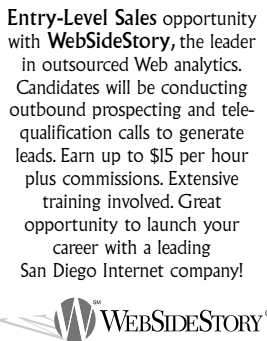 Entry-Level Sales opportunity
with WebSideStory, the leader
in outsourced Web analytics.
Candidates will be conducting
outbound prospecting and tele-
qualification calls to generate
leads. Earn up to $15 per hour
plus commissions. Extensive
training involved. Great
opportunity to launch your
career with a leading
San Diego Internet company!
SM
W WEBSIDESTORY